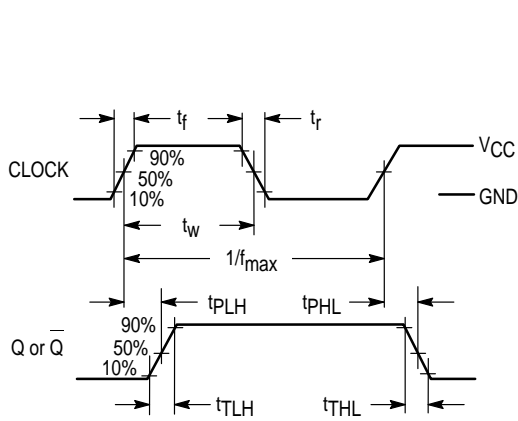 tf
tr
CLOCK
90%
50%
10%
VCC
GND
tw
1/fmax
tPLH
tPHL
Q or Q̅
90%
50%
10%
tTLH
tTHL